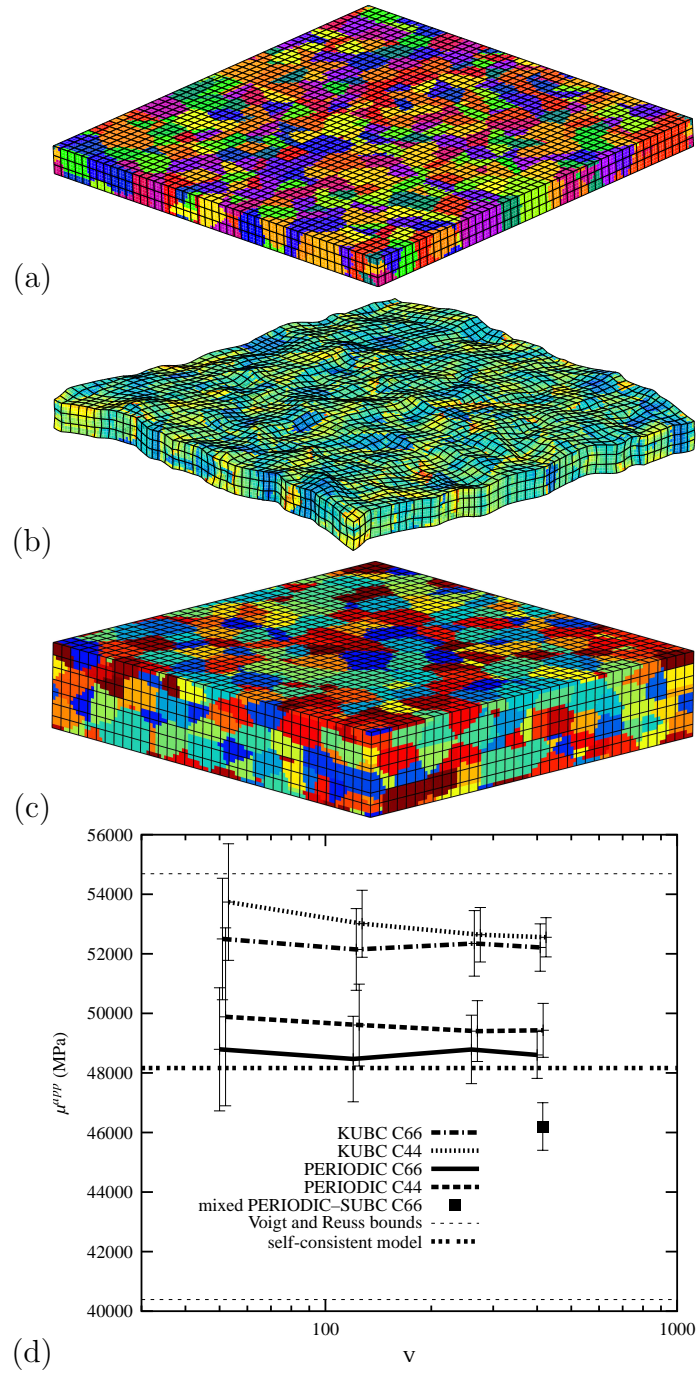 (a)
(b)
(c)
56000
54000
52000
50000
48000
46000
44000
42000
40000
μ^app (MPa)
KUBC C66
KUBC C44
PERIODIC C66
PERIODIC C44
mixed PERIODIC–SUBC C66
Voigt and Reuss bounds
self-consistent model
100
1000
V
(d)